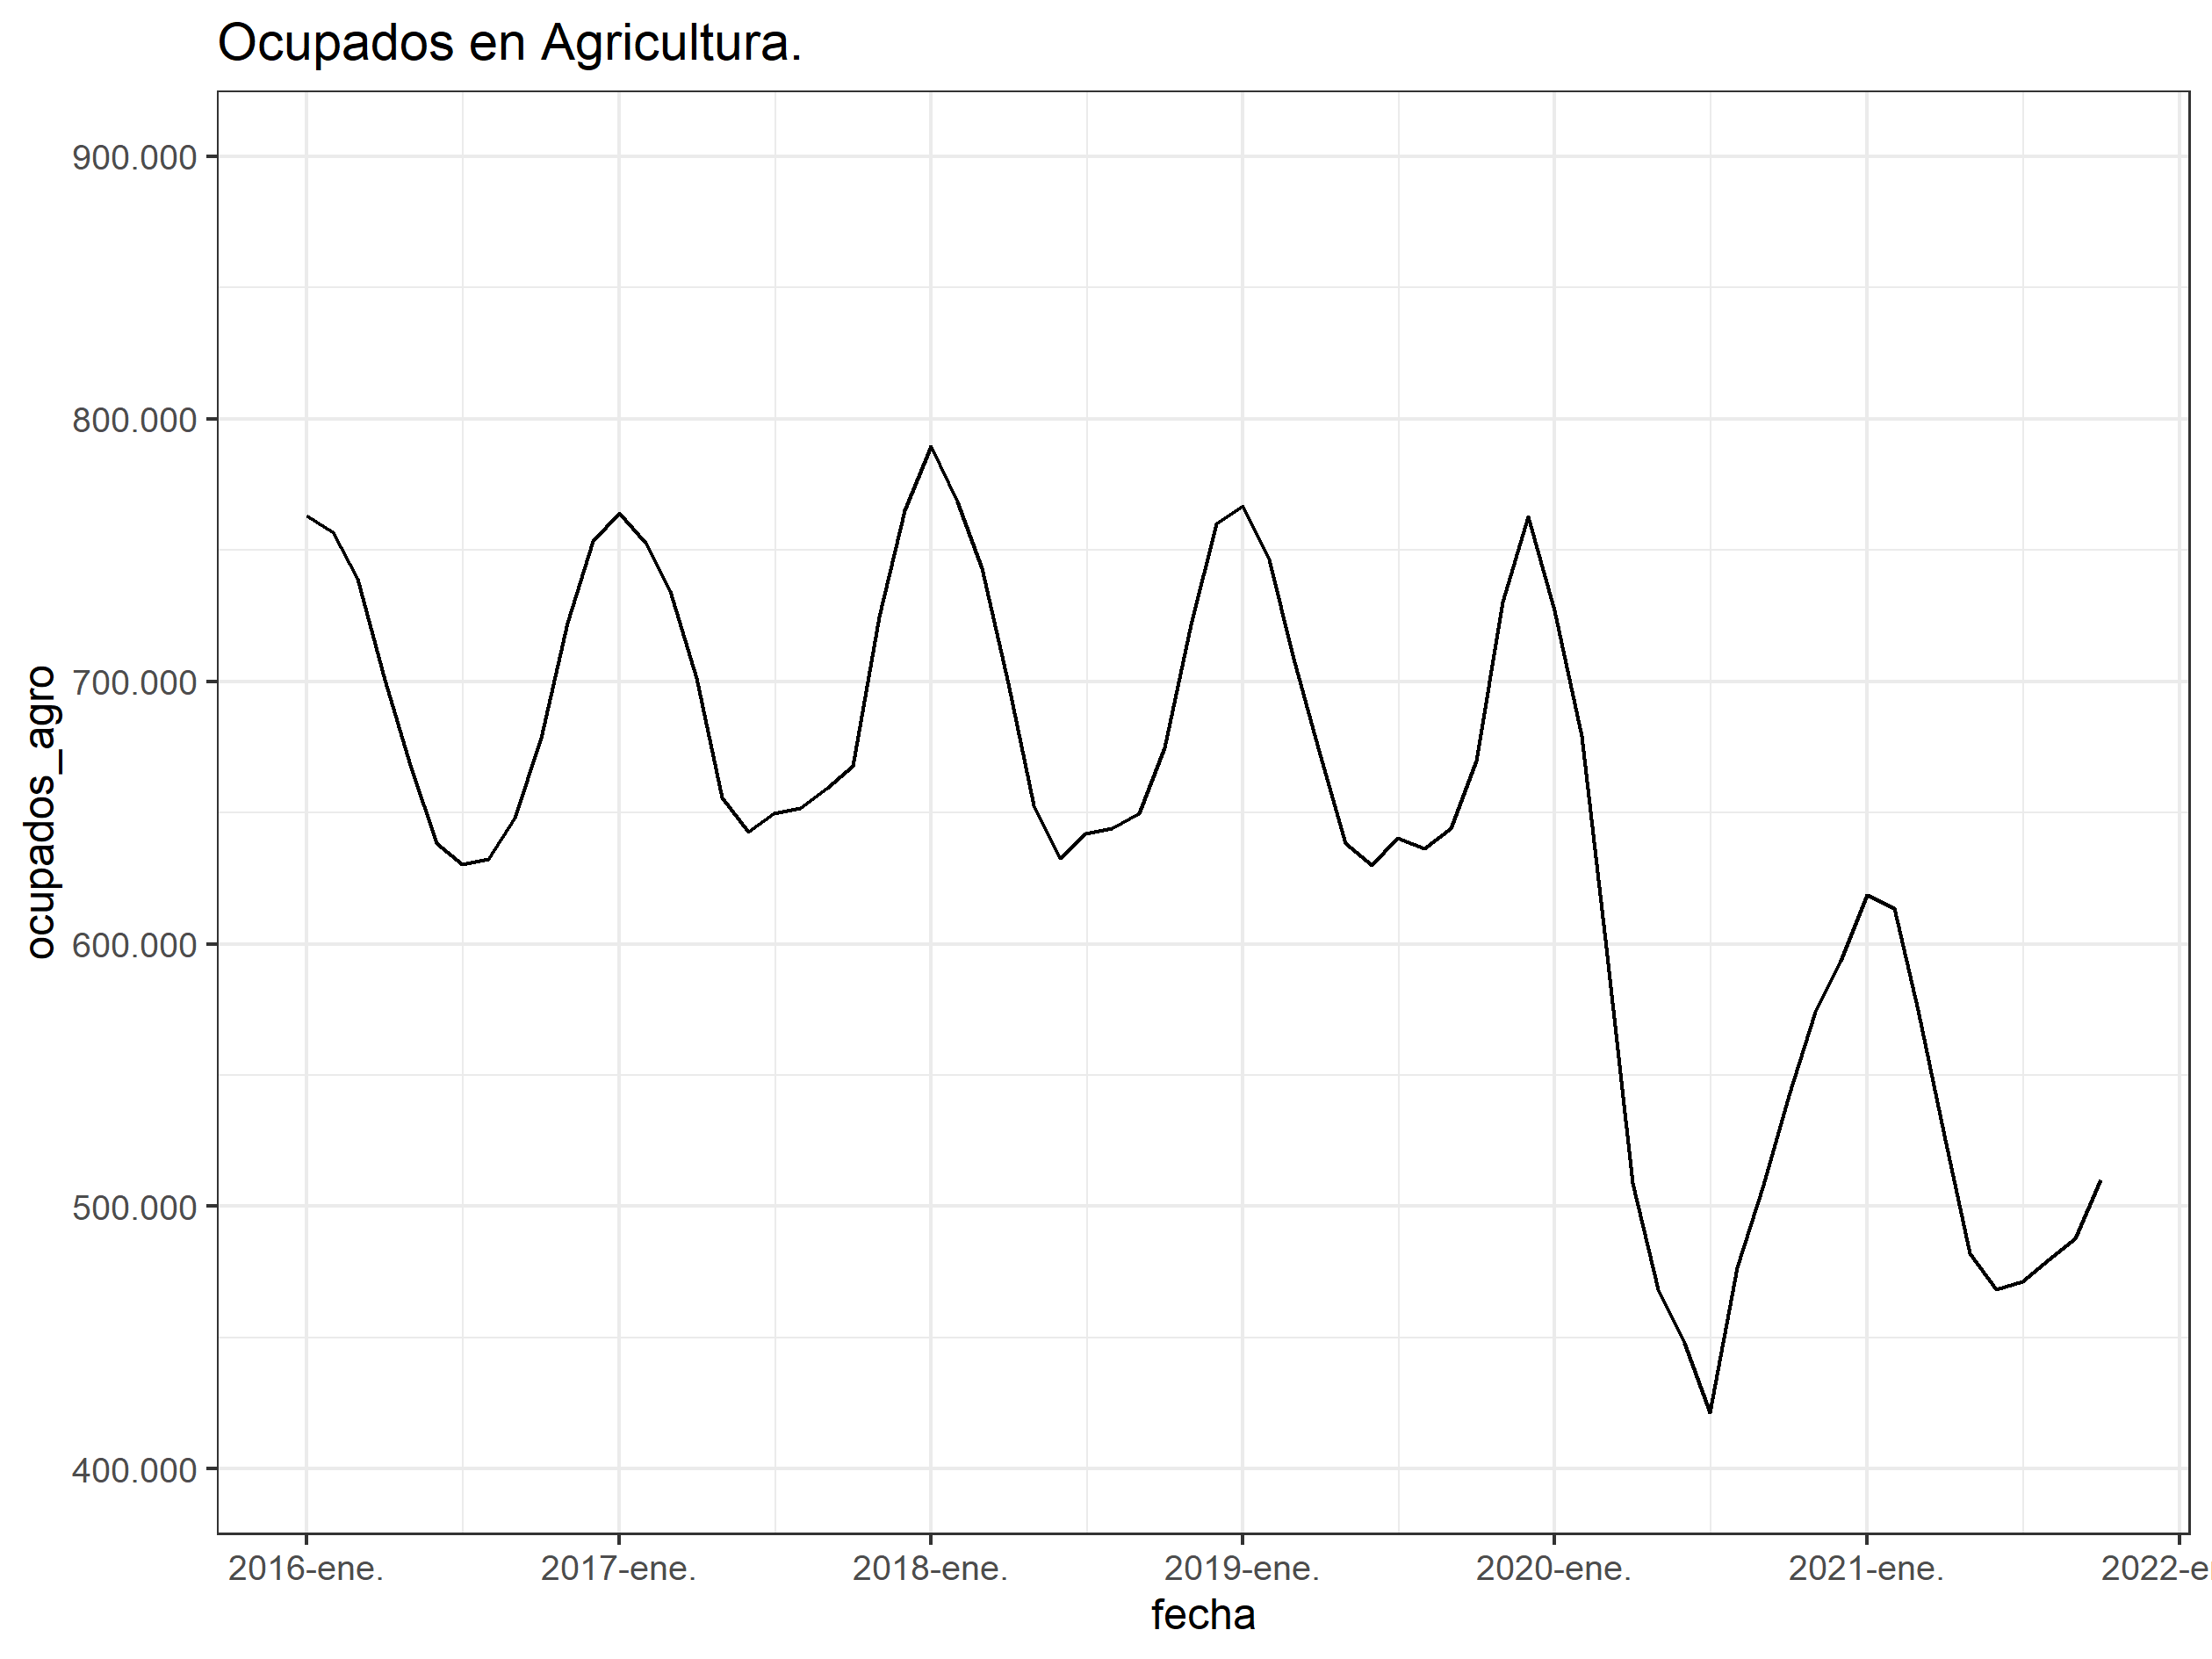 Ocupados en Agricultura.
900.000
800.000
700.000
600.000
500.000
400.000
ocupados_agro
2016-ene.
2017-ene.
2018-ene.
2019-ene.
2020-ene.
2021-ene.
2022-e
fecha